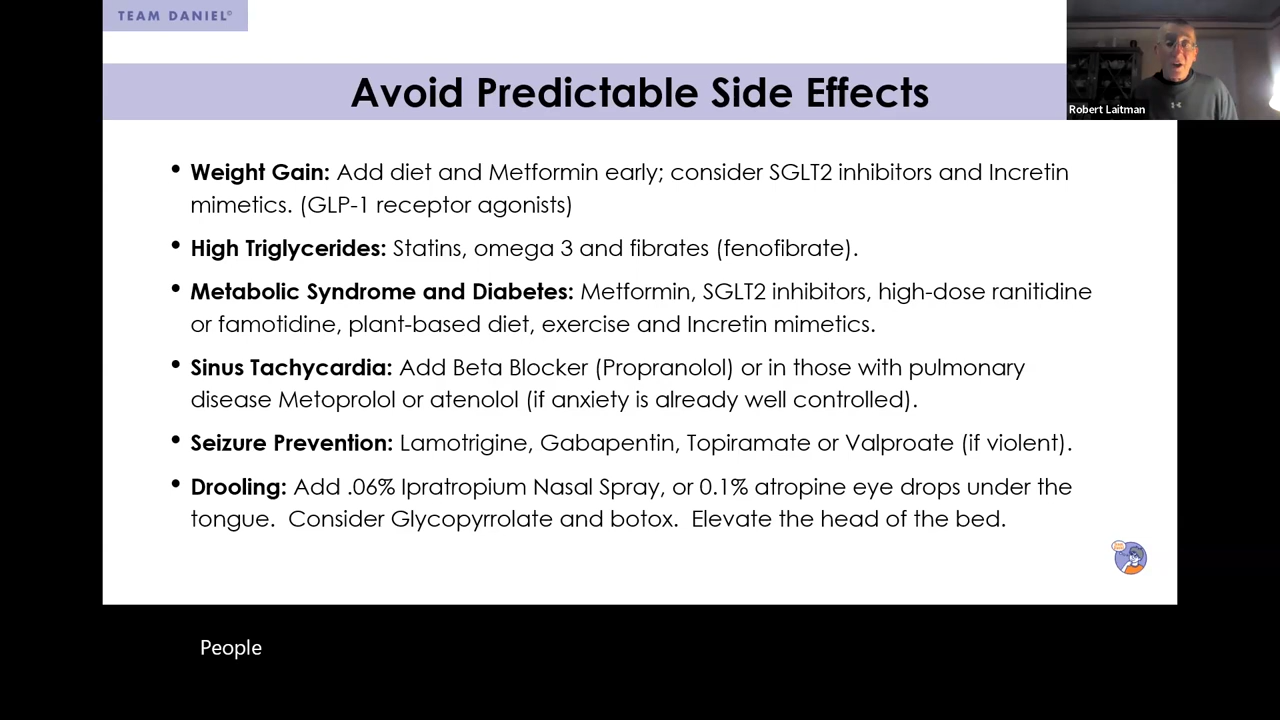 TEAM DANIEL©
Avoid Predictable Side Effects
Robert Laitman
• Weight Gain: Add diet and Metformin early; consider SGLT2 inhibitors and Incretin
mimetics. (GLP-1 receptor agonists)
• High Triglycerides: Statins, omega 3 and fibrates (fenofibrate).
• Metabolic Syndrome and Diabetes: Metformin, SGLT2 inhibitors, high-dose ranitidine
or famotidine, plant-based diet, exercise and Incretin mimetics.
• Sinus Tachycardia: Add Beta Blocker (Propranolol) or in those with pulmonary
disease Metoprolol or atenolol (if anxiety is already well controlled).
• Seizure Prevention: Lamotrigine, Gabapentin, Topiramate or Valproate (if violent).
• Drooling: Add .06% Ipratropium Nasal Spray, or 0.1% atropine eye drops under the
tongue.  Consider Glycopyrrolate and botox.  Elevate the head of the bed.
People